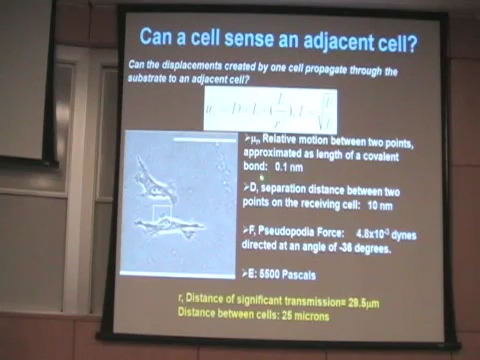 Can a cell sense an adjacent cell?
Can the displacements created by one cell propagate through the
substrate to an adjacent cell?
➢μr, Relative motion between two points,
approximated as length of a covalent
bond: 0.1 nm
➢D, separation distance between two
points on the receiving cell: 10 nm
➢F, Pseudopodia Force: 4.8x10⁻³ dynes
directed at an angle of -36 degrees.
➢E: 5500 Pascals
r, Distance of significant transmission= 29.5μm
Distance between cells: 25 microns